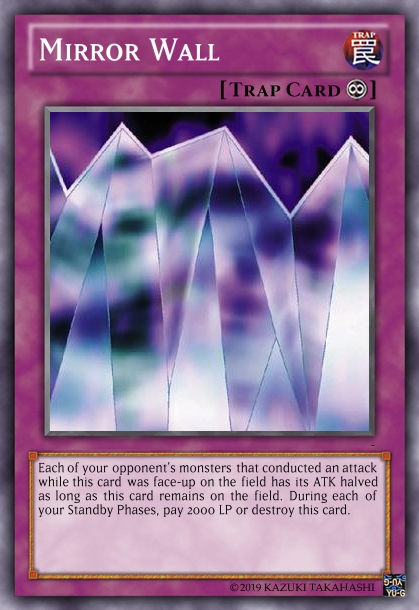 MIRROR WALL
TRAP
罠
[TRAP CARD]
-
Each of your opponent's monsters that conducted an attack
while this card was face-up on the field has its ATK halved
as long as this card remains on the field. During each of
your Standby Phases, pay 2000 LP or destroy this card.
©2019 KAZUKI TAKAHASHI
YU-G